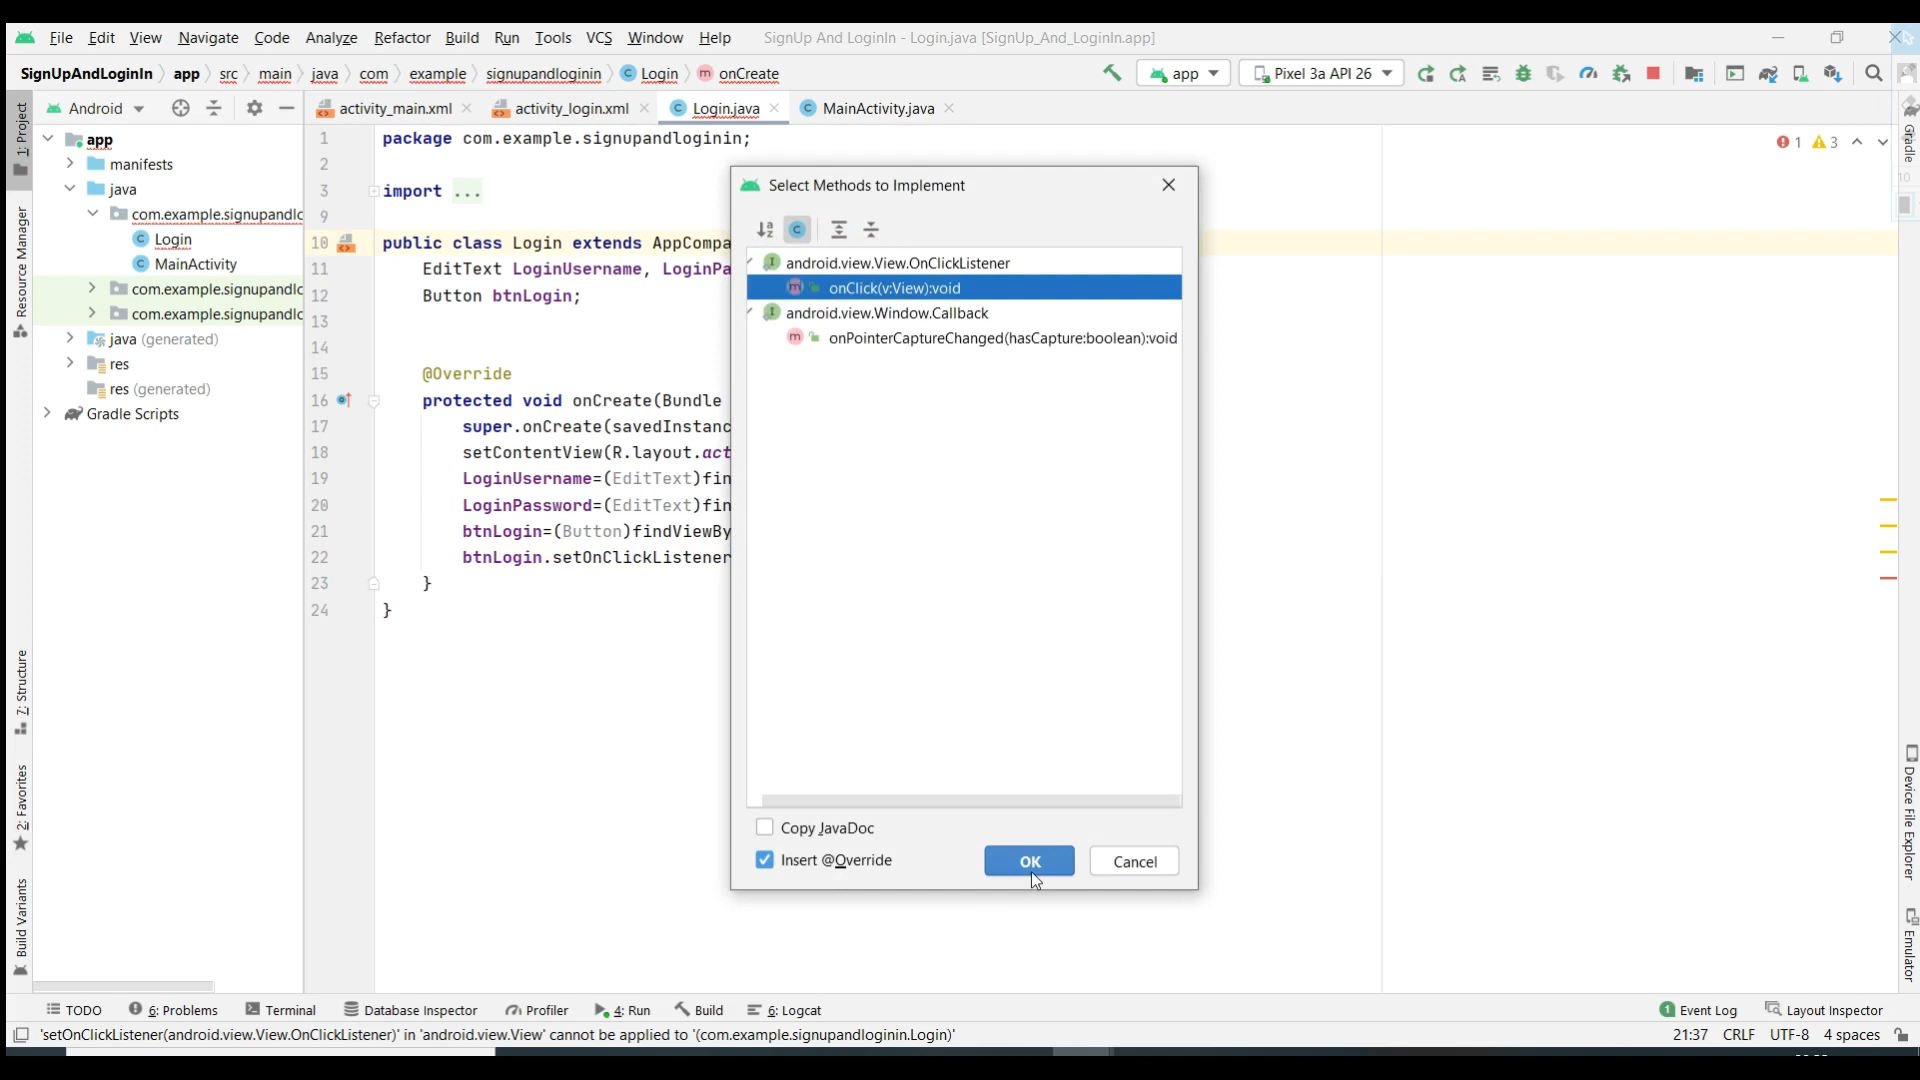 File Edit View Navigate Code Analyze Refactor Build Run Tools VCS Window Help SignUp And LoginIn - Login.java [SignUp_And_LoginIn.app]
SignUpAndLoginIn app src main java com example signupandloginin Login onCreate app Pixel 3a API 26
Android activity_main.xml activity_login.xml Login.java MainActivity.java
1: Project
Resource Manager
7: Structure
2: Favorites
Build Variants
app
manifests
java
com.example.signupandlo
Login
MainActivity
com.example.signupandlo
com.example.signupandlo
java (generated)
res
res (generated)
Gradle Scripts
1 package com.example.signupandloginin;
2
3 import ...
9
10 public class Login extends AppCompa
11 EditText LoginUsername, LoginPa
12 Button btnLogin;
13
14
15 @Override
16 protected void onCreate(Bundle
17 super.onCreate(savedInstanc
18 setContentView(R.layout.act
19 LoginUsername=(EditText)fin
20 LoginPassword=(EditText)fin
21 btnLogin=(Button)findViewBy
22 btnLogin.setOnClickListener
23 }
24 }
1 3
Select Methods to Implement
android.view.View.OnClickListener
onClick(v:View):void
android.view.Window.Callback
onPointerCaptureChanged(hasCapture:boolean):void
Copy JavaDoc
Insert @Override
OK Cancel
Gradle
10
Device File Explorer
Emulator
TODO 6: Problems Terminal Database Inspector Profiler 4: Run Build 6: Logcat 1 Event Log Layout Inspector
'setOnClickListener(android.view.View.OnClickListener)' in 'android.view.View' cannot be applied to '(com.example.signupandloginin.Login)' 21:37 CRLF UTF-8 4 spaces